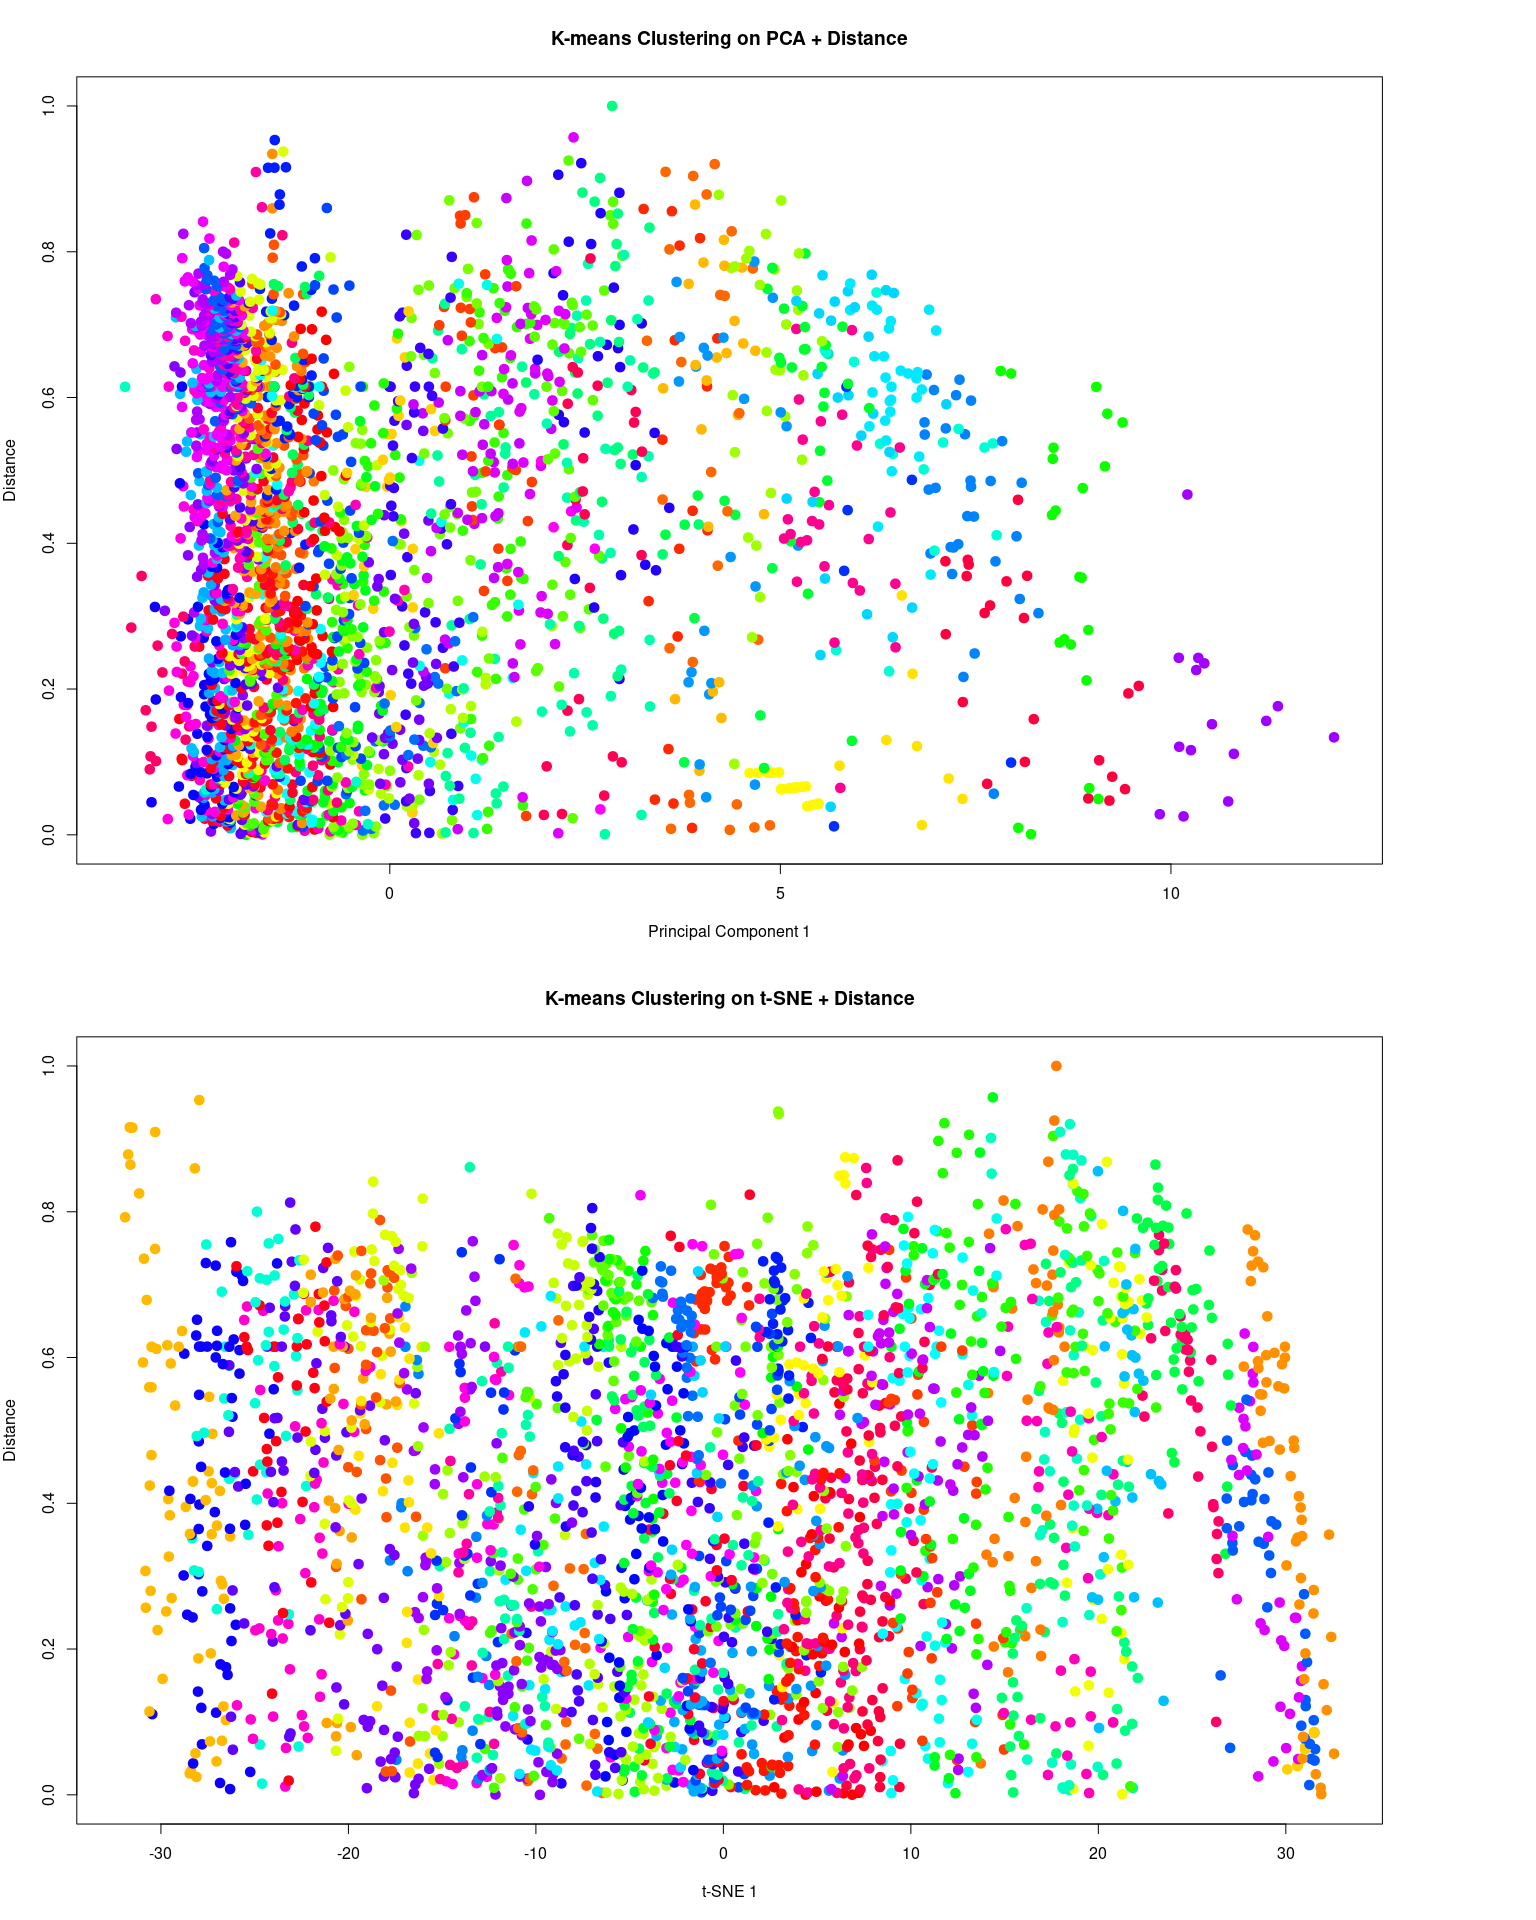 K-means Clustering on PCA + Distance
1.0
0.8
0.6
0.4
0.2
0.0
Distance
0 5 10
Principal Component 1
K-means Clustering on t-SNE + Distance
1.0
0.8
0.6
0.4
0.2
0.0
Distance
-30 -20 -10 0 10 20 30
t-SNE 1